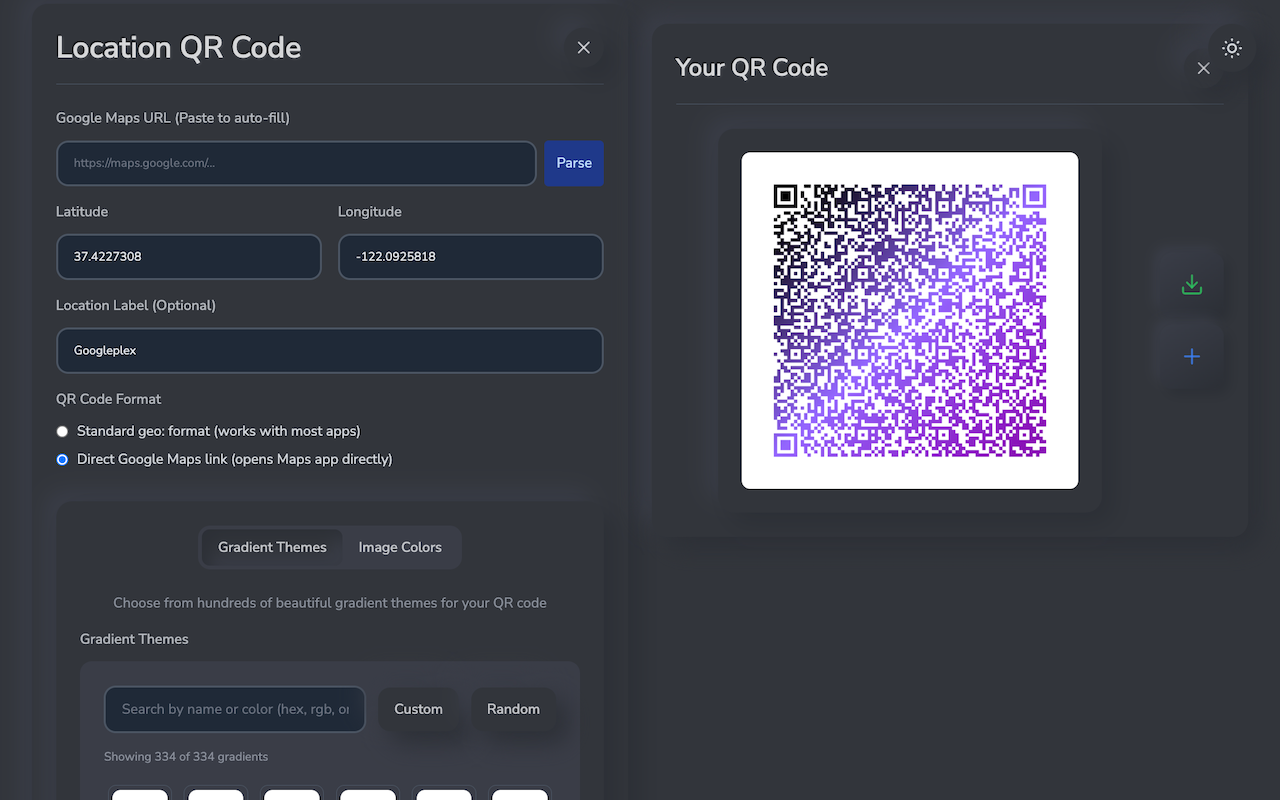 Location QR Code
Google Maps URL (Paste to auto-fill)
https://maps.google.com/...
Parse
Latitude
Longitude
37.4227308
-122.0925818
Location Label (Optional)
Googleplex
QR Code Format
Standard geo: format (works with most apps)
Direct Google Maps link (opens Maps app directly)
Gradient Themes
Image Colors
Choose from hundreds of beautiful gradient themes for your QR code
Gradient Themes
Search by name or color (hex, rgb, or
Custom
Random
Showing 334 of 334 gradients
Your QR Code